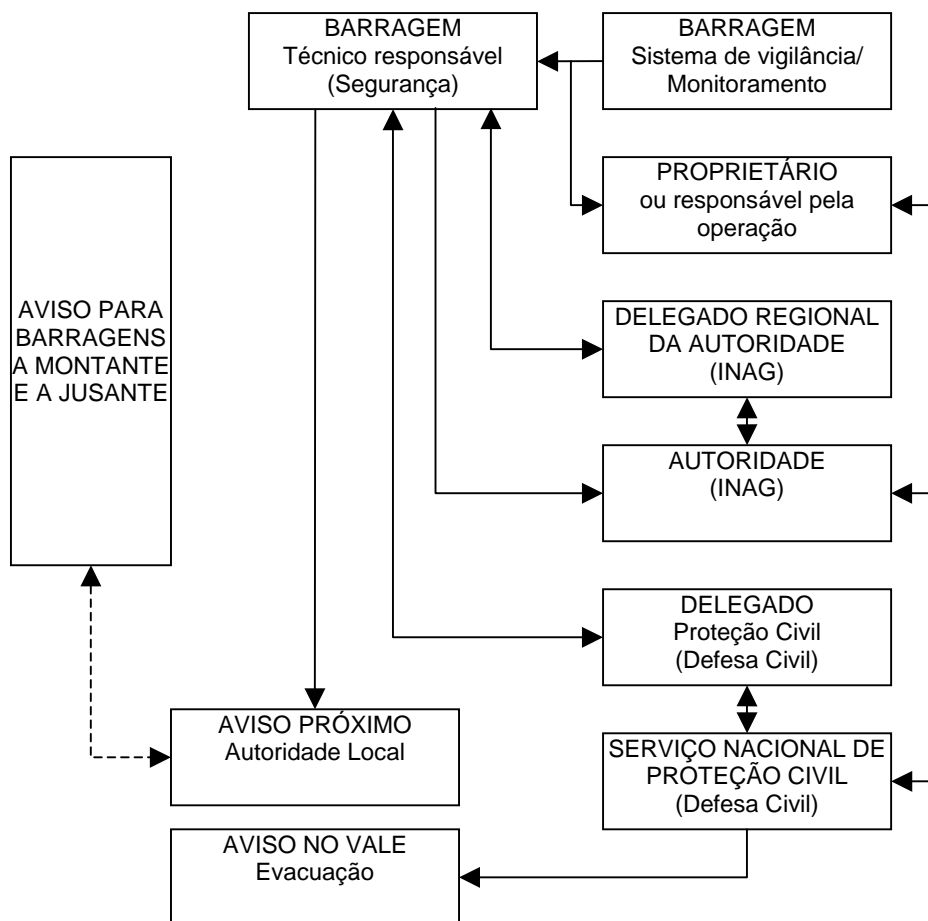 BARRAGEM
Técnico responsável
(Segurança)
BARRAGEM
Sistema de vigilância/
Monitoramento
PROPRIETÁRIO
ou responsável pela
operação
AVISO PARA
BARRAGENS
A MONTANTE
E A JUSANTE
DELEGADO REGIONAL
DA AUTORIDADE
(INAG)
AUTORIDADE
(INAG)
DELEGADO
Proteção Civil
(Defesa Civil)
AVISO PRÓXIMO
Autoridade Local
SERVIÇO NACIONAL DE
PROTEÇÃO CIVIL
(Defesa Civil)
AVISO NO VALE
Evacuação